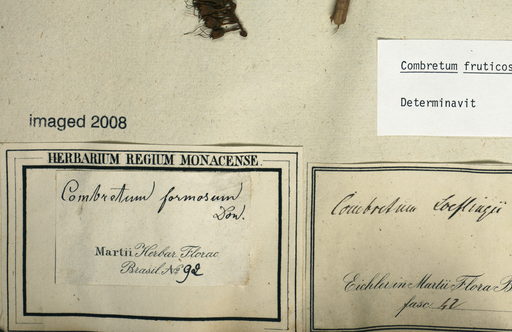 Combretum fruticos
Determinavit
imaged 2008
HERBARIUM REGIUM MONACENSE.
Combretum formosum
Don.
Martii Herbar. Florae
Brasil. No 92
Combretum Loeflingii
Eichler in Martii Flora B
fasc. 42